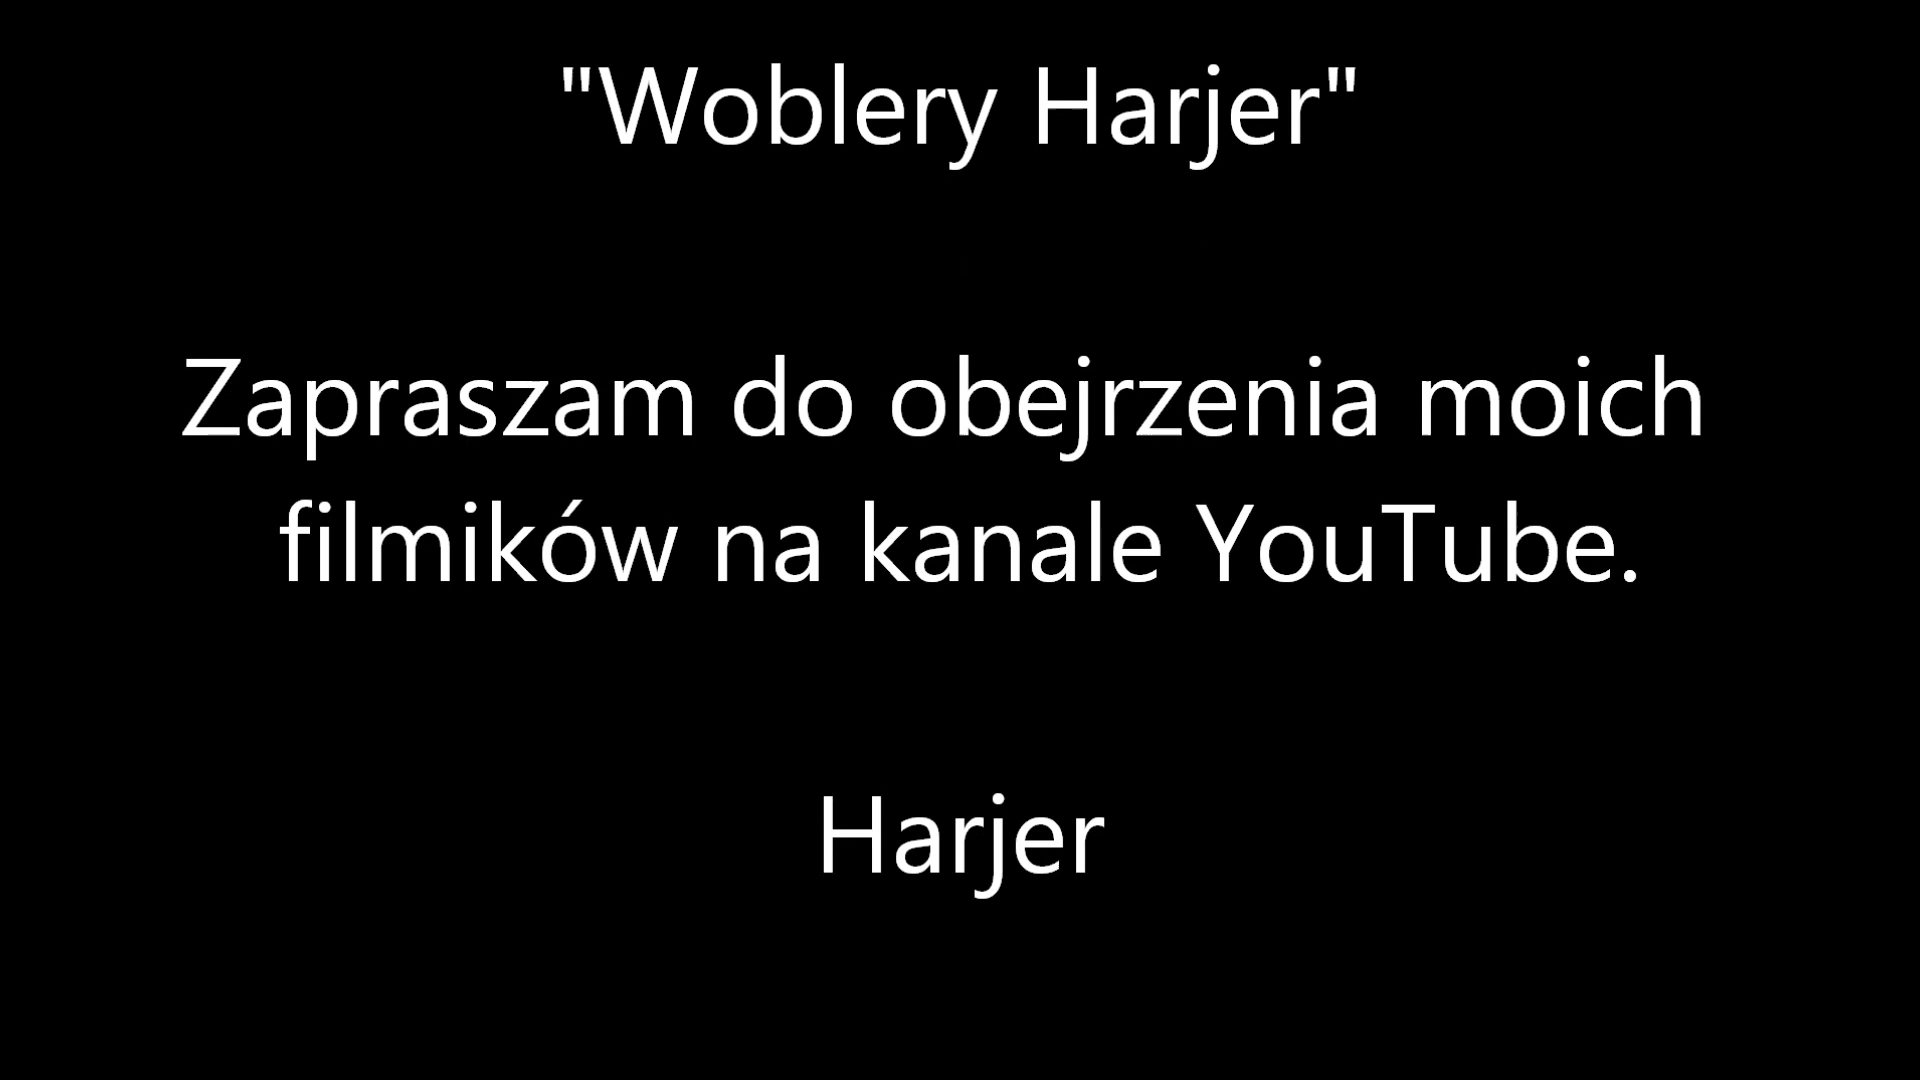 "Woblery Harjer"
Zapraszam do obejrzenia moich
filmików na kanale YouTube.
Harjer